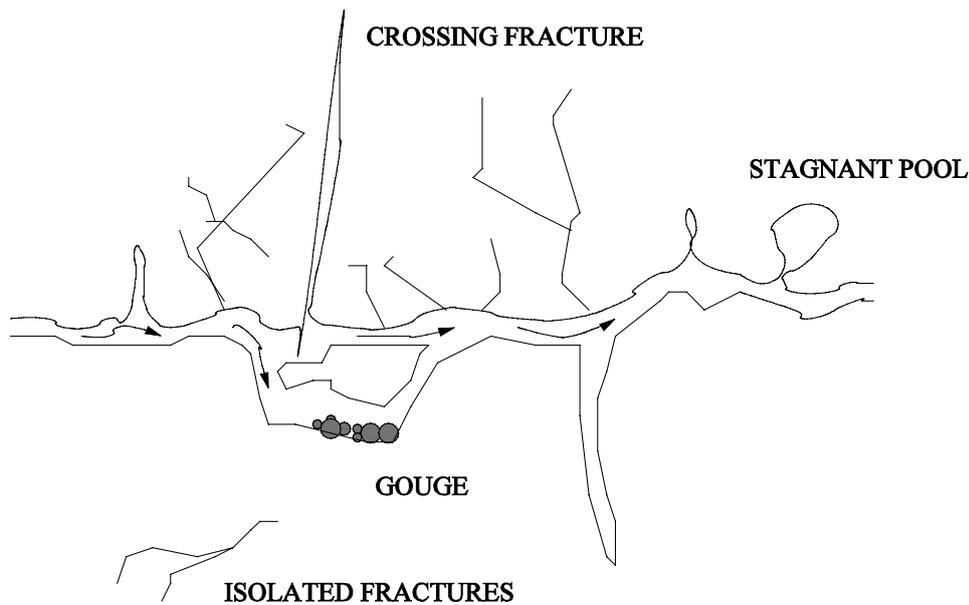 CROSSING FRACTURE
STAGNANT POOL
GOUGE
ISOLATED FRACTURES